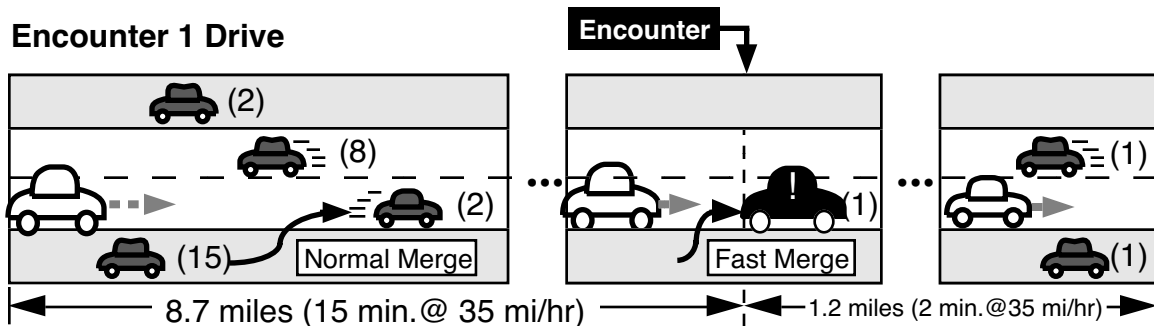 Encounter 1 Drive
Encounter
(2)
(8)
(2)
(15)
Normal Merge
...
!
(1)
Fast Merge
...
(1)
(1)
8.7 miles (15 min.@ 35 mi/hr)
1.2 miles (2 min.@35 mi/hr)